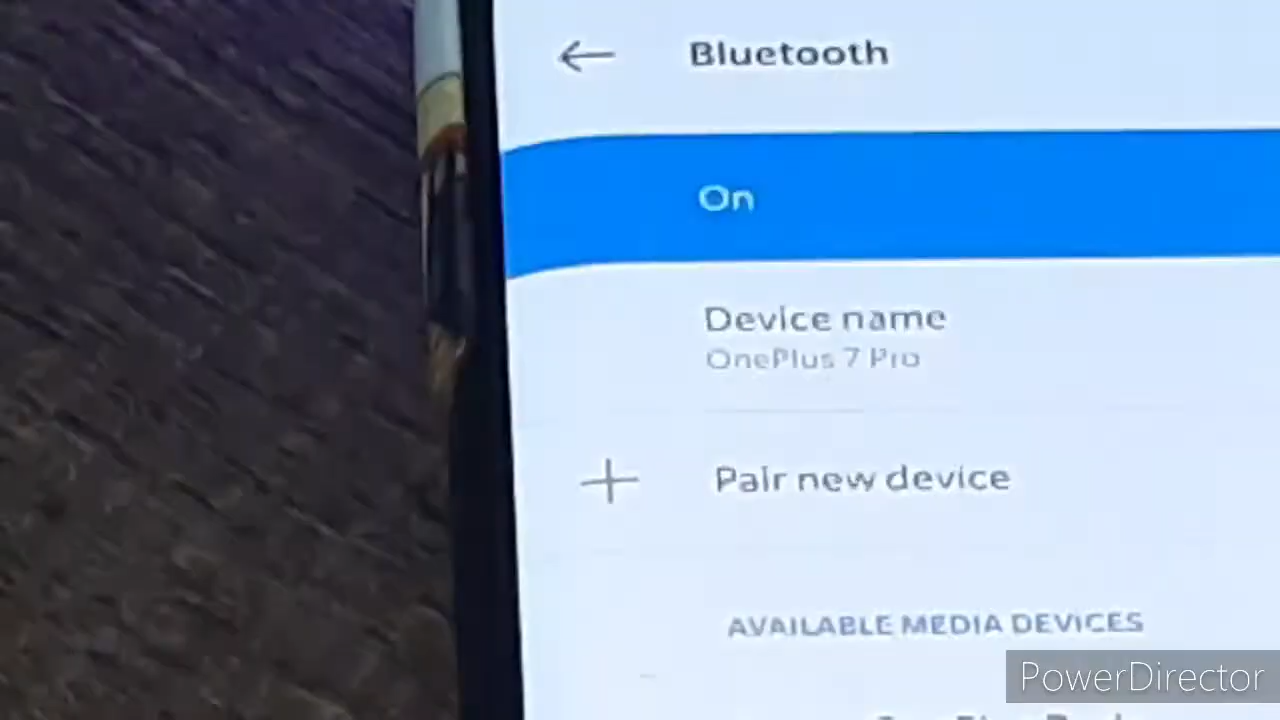 Bluetooth
On
Device name
OnePlus 7 Pro
Pair new device
AVAILABLE MEDIA DEVICES
PowerDirector